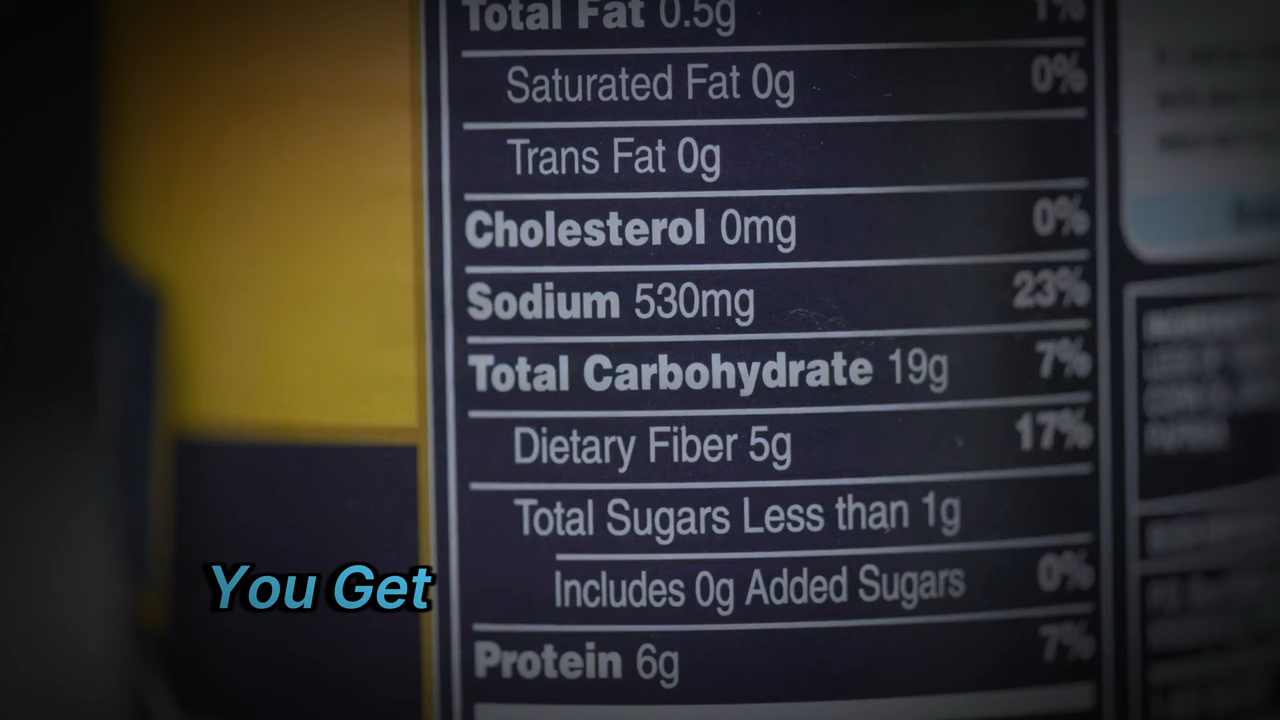 Total Fat 0.5g 1%
Saturated Fat 0g 0%
Trans Fat 0g
Cholesterol 0mg 0%
Sodium 530mg 23%
Total Carbohydrate 19g 7%
Dietary Fiber 5g 17%
Total Sugars Less than 1g
Includes 0g Added Sugars 0%
Protein 6g 7%
You Get